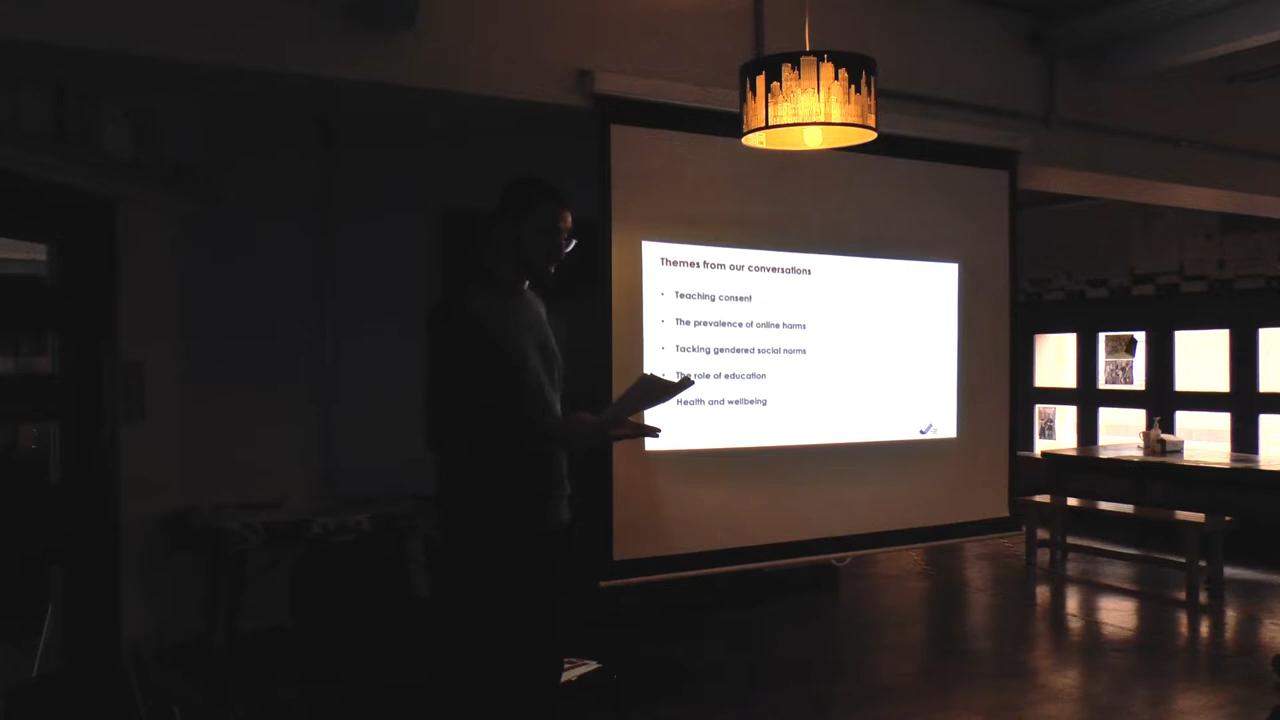 Themes from our conversations
• Teaching consent
• The prevalence of online harms
• Tacking gendered social norms
• The role of education
Health and wellbeing